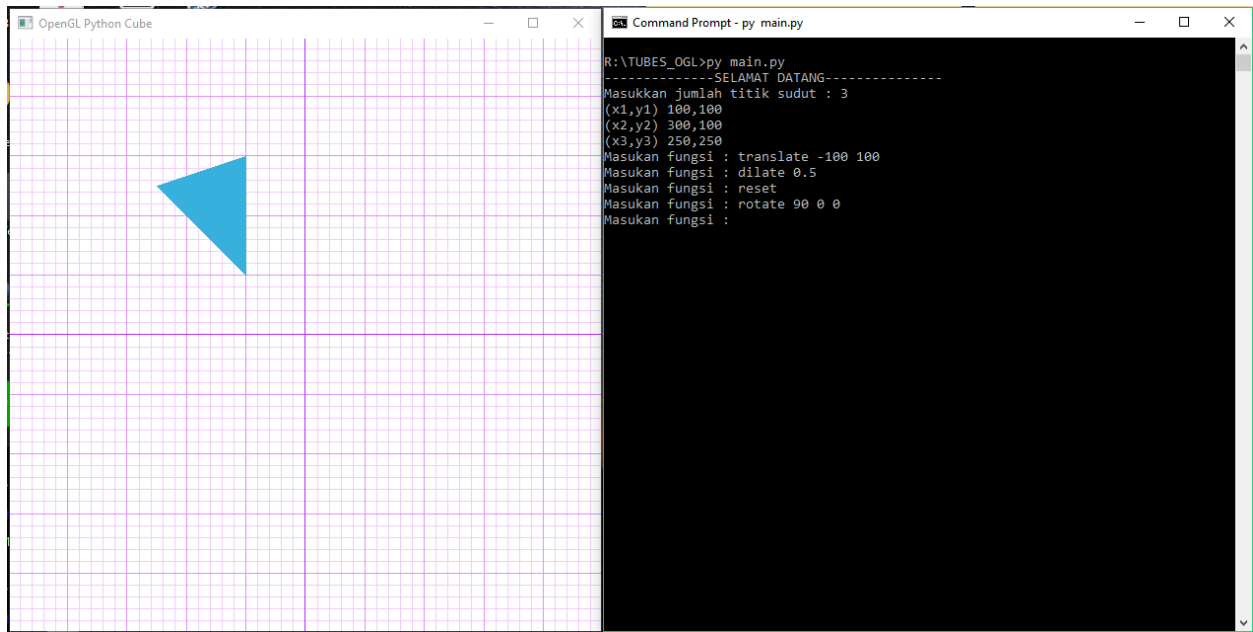 OpenGL Python Cube
Command Prompt - py main.py
R:\TUBES_OGL>py main.py
--------------SELAMAT DATANG---------------
Masukkan jumlah titik sudut : 3
(x1,y1) 100,100
(x2,y2) 300,100
(x3,y3) 250,250
Masukan fungsi : translate -100 100
Masukan fungsi : dilate 0.5
Masukan fungsi : reset
Masukan fungsi : rotate 90 0 0
Masukan fungsi :